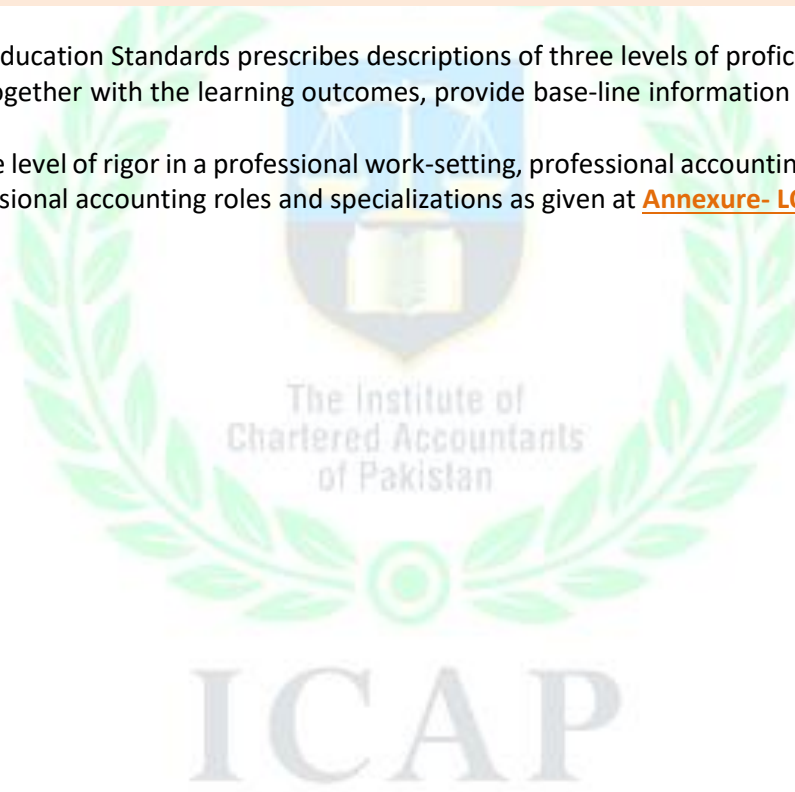 ducation Standards prescribes descriptions of three levels of profic
ogether with the learning outcomes, provide base-line information
e level of rigor in a professional work-setting, professional accountin
sional accounting roles and specializations as given at Annexure- LO
The Institute of
Chartered Accountants
of Pakistan
ICAP